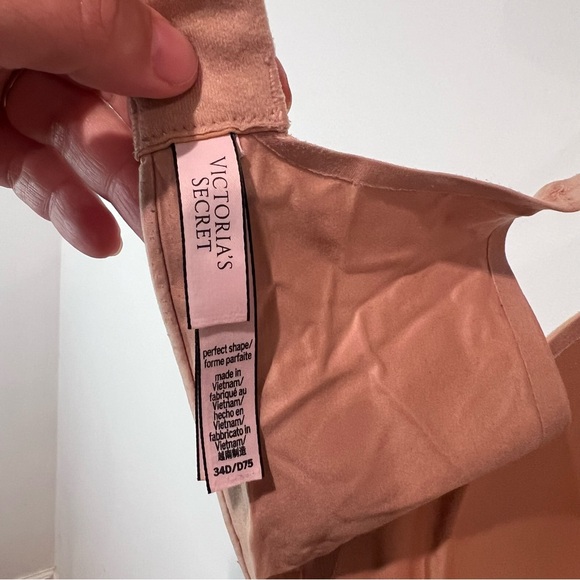 VICTORIA'S
SECRET
perfect shape/
forme parfaite
made in
Vietnam/
fabriqué au
Vietnam/
hecho en
Vietnam/
fabbricato in
Vietnam/
越南制造
34D/D75